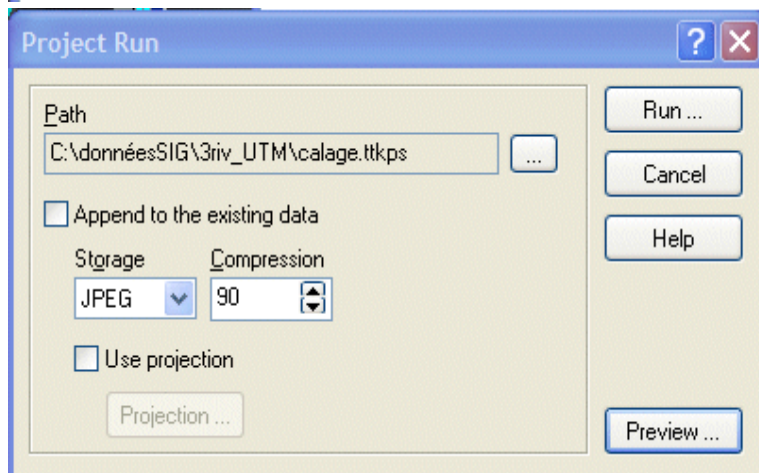 Project Run
Path
C:\donnéesSIG\3riv_UTM\calage.ttkps
...
Append to the existing data
Storage
Compression
JPEG
90
Use projection
Projection ...
Run ...
Cancel
Help
Preview ...